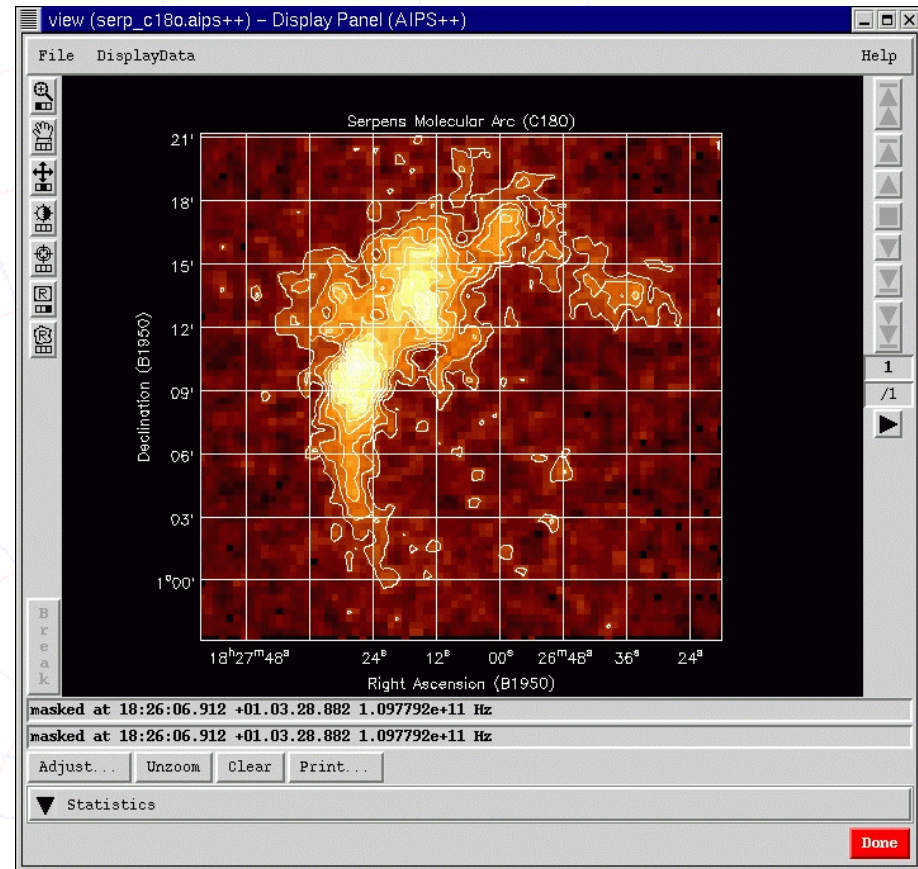 view (serp_c18o.aips++) – Display Panel (AIPS++)
File DisplayData Help
Serpens Molecular Arc (C18O)
21'
18'
15'
12'
09'
06'
03'
1°00'
Declination (B1950)
18ʰ27ᵐ48ˢ 24ˢ 12ˢ 00ˢ 26ᵐ48ˢ 36ˢ 24ˢ
Right Ascension (B1950)
R
R
1
/1
Break
masked at 18:26:06.912 +01.03.28.882 1.097792e+11 Hz
masked at 18:26:06.912 +01.03.28.882 1.097792e+11 Hz
Adjust... Unzoom Clear Print...
Statistics
Done